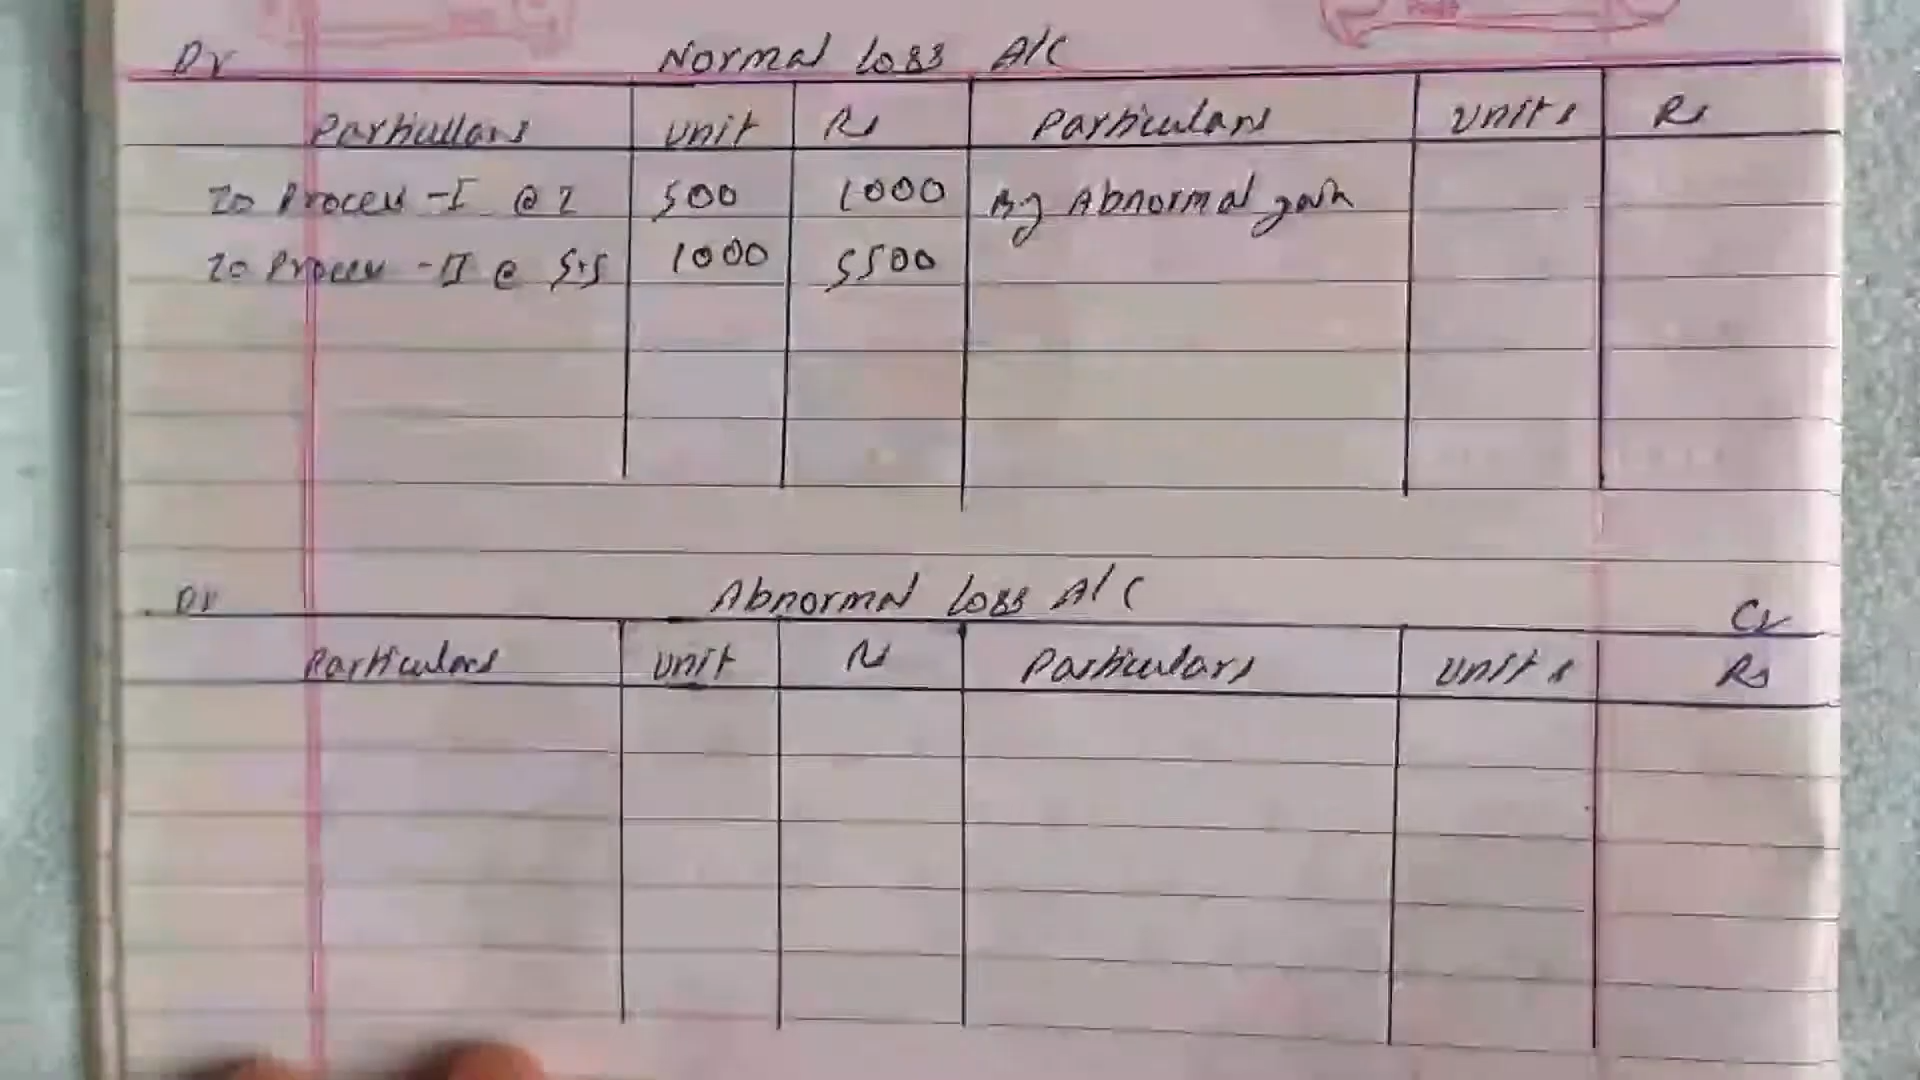 Dr Normal Loss A/C
Particullars Unit Rs Particulars Units Rs
To Process -I @ 2 500 1000 By Abnormal gain
To Process -II @ 5.5 1000 5500
Dr Abnormal Loss A/C Cr
Particulars Unit Rs Particulars Units Rs